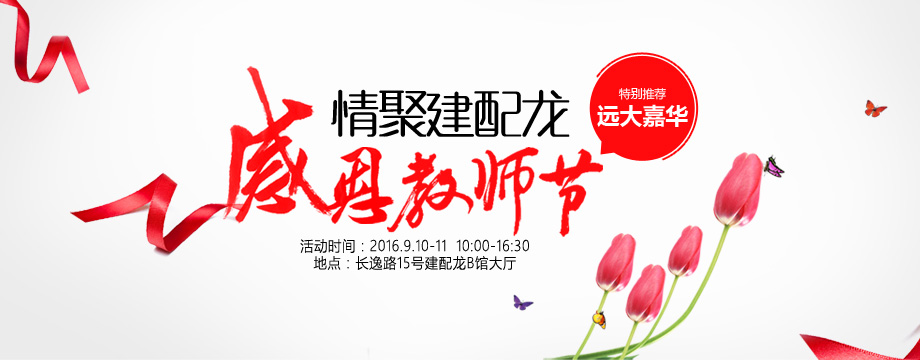 情聚建配龙
特别推荐
远大嘉华
感恩教师节
活动时间：2016.9.10-11 10:00-16:30
地点：长逸路15号建配龙B馆大厅